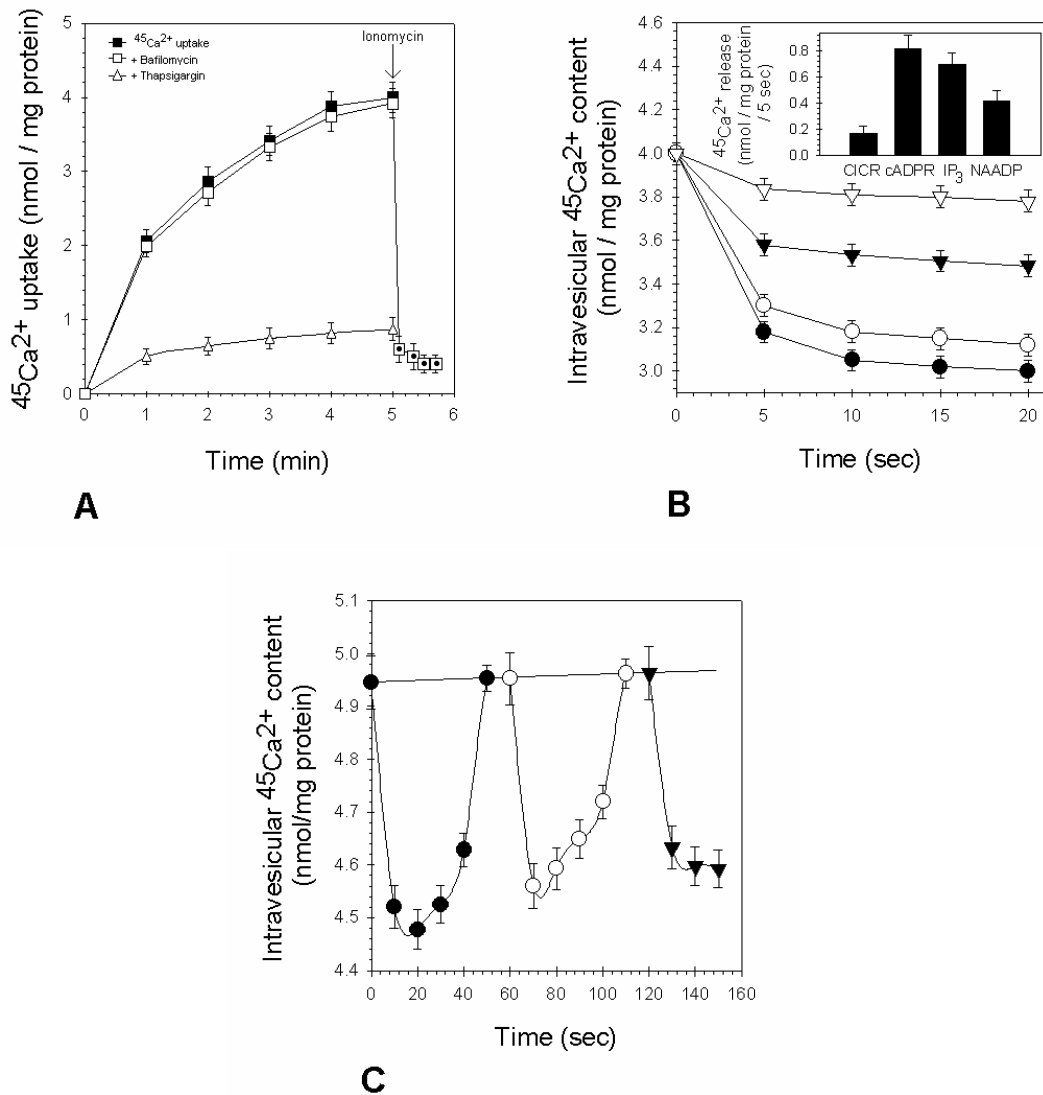 45Ca2+ uptake (nmol / mg protein)
5
4
3
2
1
0
45Ca2+ uptake
+ Bafilomycin
+ Thapsigargin
Ionomycin
0 1 2 3 4 5 6
Time (min)
A
Intravesicular 45Ca2+ content
(nmol / mg protein)
4.6
4.4
4.2
4.0
3.8
3.6
3.4
3.2
3.0
45Ca2+ release
(nmol / mg protein
/ 5 sec)
0.8
0.6
0.4
0.2
0.0
CICR cADPR IP3 NAADP
0 5 10 15 20
Time (sec)
B
Intravesicular 45Ca2+ content
(nmol/mg protein)
5.1
5.0
4.9
4.8
4.7
4.6
4.5
4.4
0 20 40 60 80 100 120 140 160
Time (sec)
C